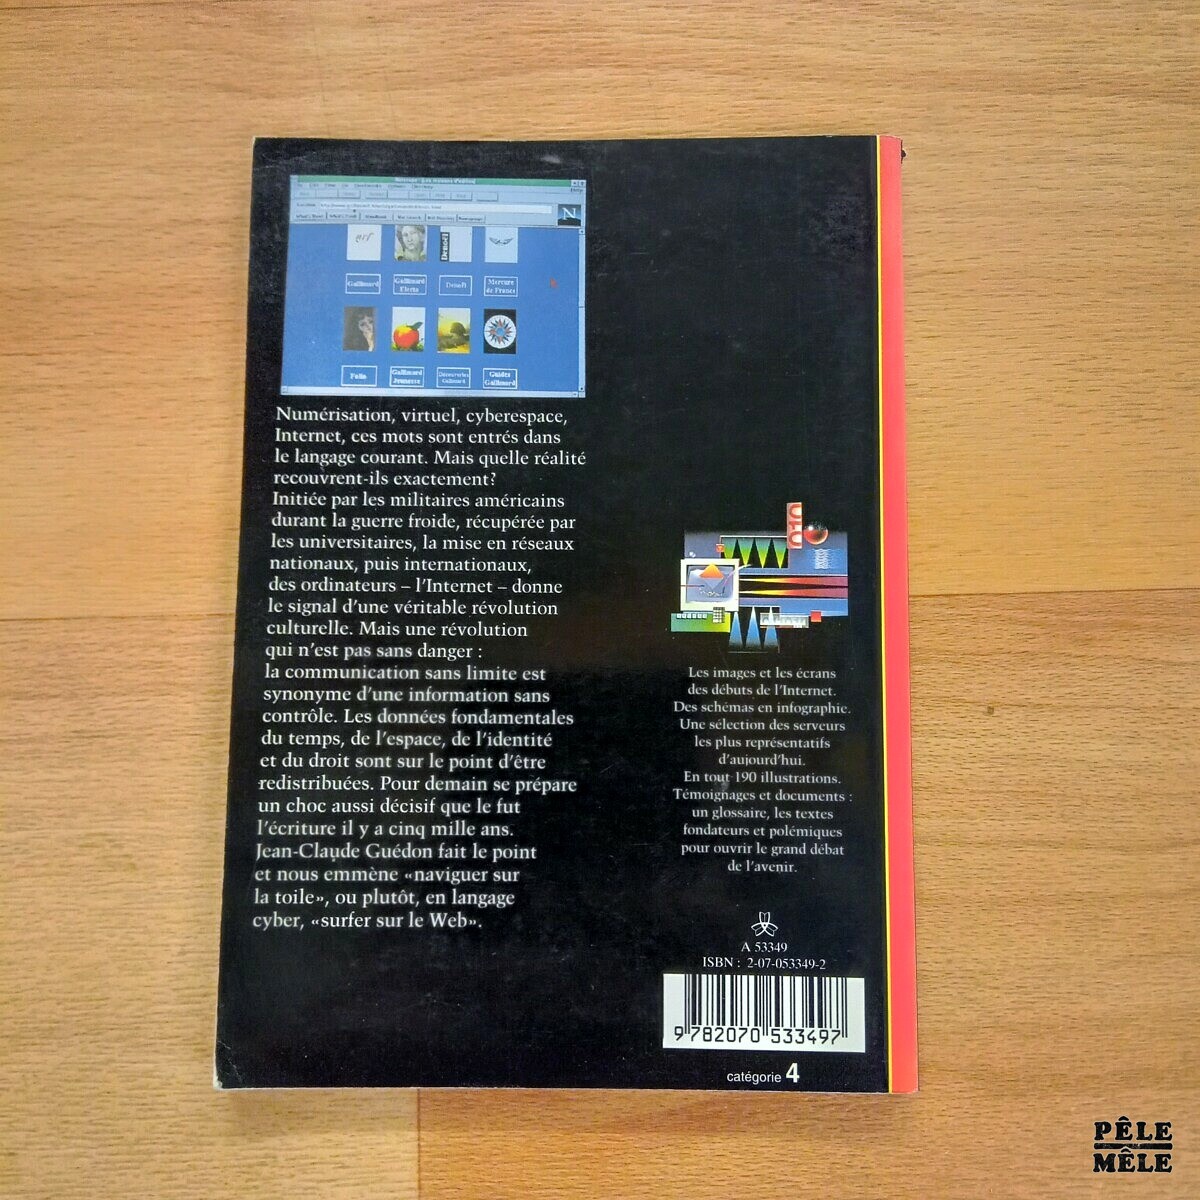 Gallimard
Gallimard
Electa
Denoël
Mercure
de France
Folio
Gallimard
Jeunesse
Découvertes
Gallimard
Guides
Gallimard
Numérisation, virtuel, cyberespace,
Internet, ces mots sont entrés dans
le langage courant. Mais quelle réalité
recouvrent-ils exactement?
Initiée par les militaires américains
durant la guerre froide, récupérée par
les universitaires, la mise en réseaux
nationaux, puis internationaux,
des ordinateurs – l'Internet – donne
le signal d'une véritable révolution
culturelle. Mais une révolution
qui n'est pas sans danger :
la communication sans limite est
synonyme d'une information sans
contrôle. Les données fondamentales
du temps, de l'espace, de l'identité
et du droit sont sur le point d'être
redistribuées. Pour demain se prépare
un choc aussi décisif que le fut
l'écriture il y a cinq mille ans.
Jean-Claude Guédon fait le point
et nous emmène «naviguer sur
la toile», ou plutôt, en langage
cyber, «surfer sur le Web».
Les images et les écrans
des débuts de l'Internet.
Des schémas en infographie.
Une sélection des serveurs
les plus représentatifs
d'aujourd'hui.
En tout 190 illustrations.
Témoignages et documents :
un glossaire, les textes
fondateurs et polémiques
pour ouvrir le grand débat
de l'avenir.
A 53349
ISBN : 2-07-053349-2
9 782070 533497
catégorie 4
PÊLE
MÊLE